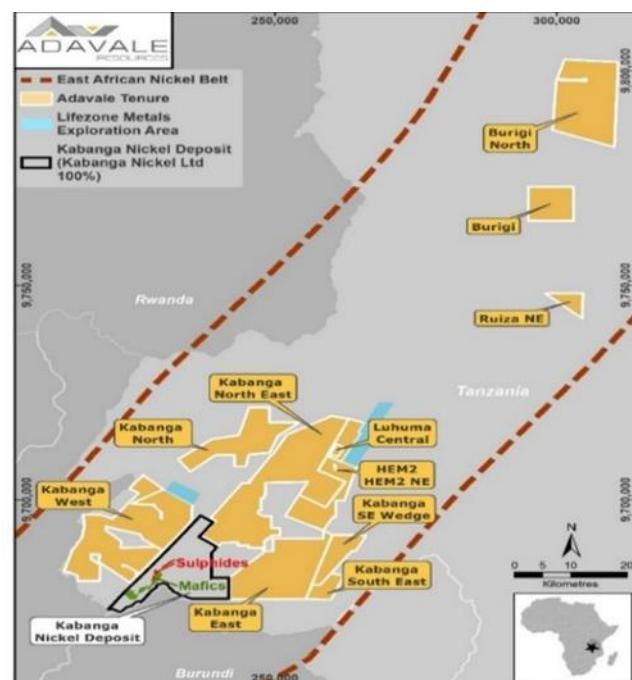 ADAVALE
RESOURCES
East African Nickel Belt
Adavale Tenure
Lifezone Metals
Exploration Area
Kabanga Nickel Deposit
(Kabanga Nickel Ltd
100%)
250,000
300,000
9,800,000
Burigi
North
Burigi
9,750,000
9,750,000
Rwanda
Ruiza NE
Tanzania
Kabanga
North East
Kabanga
North
Luhuma
Central
HEM2
HEM2 NE
Kabanga
West
9,700,000
9,700,000
Kabanga
SE Wedge
Sulphides
Mafics
Kabanga
South East
Kabanga
Nickel Deposit
Kabanga
East
N
0
10
20
Kilometres
Burundi
250,000